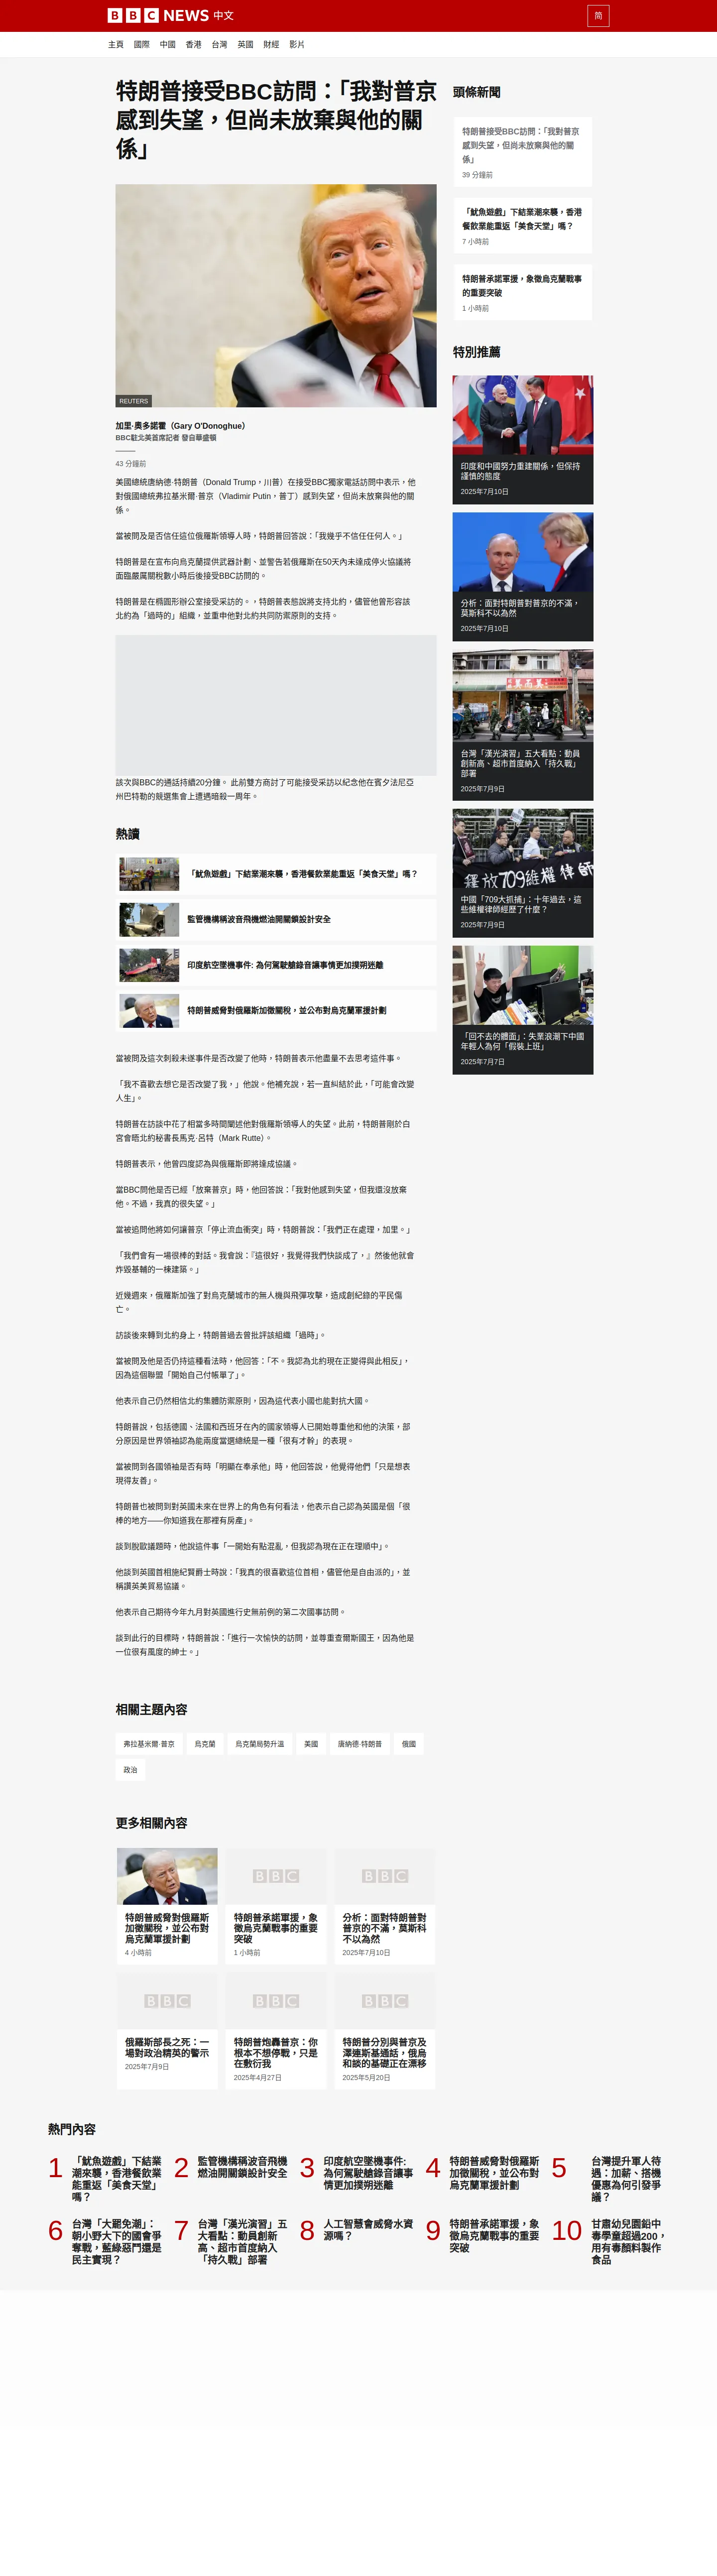 BBC NEWS 中文
简
主頁 國際 中國 香港 台灣 英國 財經 影片
特朗普接受BBC訪問：「我對普京
感到失望，但尚未放棄與他的關
係」
REUTERS
加里·奧多諾霍（Gary O'Donoghue）
BBC駐北美首席記者 發自華盛頓
43 分鐘前
美國總統唐納德·特朗普（Donald Trump，川普）在接受BBC獨家電話訪問中表示，他
對俄國總統弗拉基米爾·普京（Vladimir Putin，普丁）感到失望，但尚未放棄與他的關
係。
當被問及是否信任這位俄羅斯領導人時，特朗普回答說：「我幾乎不信任任何人。」
特朗普是在宣布向烏克蘭提供武器計劃、並警告若俄羅斯在50天內未達成停火協議將
面臨嚴厲關稅數小時后後接受BBC訪問的。
特朗普是在橢圓形辦公室接受采訪的。，特朗普表態說將支持北約，儘管他曾形容該
北約為「過時的」組織，並重申他對北約共同防禦原則的支持。
該次與BBC的通話持續20分鐘。 此前雙方商討了可能接受采訪以紀念他在賓夕法尼亞
州巴特勒的競選集會上遭遇暗殺一周年。
熱讀
「魷魚遊戲」下結業潮來襲，香港餐飲業能重返「美食天堂」嗎？
監管機構稱波音飛機燃油開關鎖設計安全
印度航空墜機事件: 為何駕駛艙錄音讓事情更加撲朔迷離
特朗普威脅對俄羅斯加徵關稅，並公布對烏克蘭軍援計劃
當被問及這次刺殺未遂事件是否改變了他時，特朗普表示他盡量不去思考這件事。
「我不喜歡去想它是否改變了我，」他說。他補充說，若一直糾結於此，「可能會改變
人生」。
特朗普在訪談中花了相當多時間闡述他對俄羅斯領導人的失望。此前，特朗普剛於白
宮會晤北約秘書長馬克·呂特（Mark Rutte）。
特朗普表示，他曾四度認為與俄羅斯即將達成協議。
當BBC問他是否已經「放棄普京」時，他回答說：「我對他感到失望，但我還沒放棄
他。不過，我真的很失望。」
當被追問他將如何讓普京「停止流血衝突」時，特朗普說：「我們正在處理，加里。」
「我們會有一場很棒的對話。我會說：『這很好，我覺得我們快談成了，』然後他就會
炸毀基輔的一棟建築。」
近幾週來，俄羅斯加強了對烏克蘭城市的無人機與飛彈攻擊，造成創紀錄的平民傷
亡。
訪談後來轉到北約身上，特朗普過去曾批評該組織「過時」。
當被問及他是否仍持這種看法時，他回答：「不。我認為北約現在正變得與此相反」，
因為這個聯盟「開始自己付帳單了」。
他表示自己仍然相信北約集體防禦原則，因為這代表小國也能對抗大國。
特朗普說，包括德國、法國和西班牙在內的國家領導人已開始尊重他和他的決策，部
分原因是世界領袖認為能兩度當選總統是一種「很有才幹」的表現。
當被問到各國領袖是否有時「明顯在奉承他」時，他回答說，他覺得他們「只是想表
現得友善」。
特朗普也被問到對英國未來在世界上的角色有何看法，他表示自己認為英國是個「很
棒的地方——你知道我在那裡有房產」。
談到脫歐議題時，他說這件事「一開始有點混亂，但我認為現在正在理順中」。
他談到英國首相施紀賢爵士時說：「我真的很喜歡這位首相，儘管他是自由派的」，並
稱讚英美貿易協議。
他表示自己期待今年九月對英國進行史無前例的第二次國事訪問。
談到此行的目標時，特朗普說：「進行一次愉快的訪問，並尊重查爾斯國王，因為他是
一位很有風度的紳士。」
相關主題內容
弗拉基米爾·普京 烏克蘭 烏克蘭局勢升溫 美國 唐納德·特朗普 俄國
政治
更多相關內容
特朗普威脅對俄羅斯
加徵關稅，並公布對
烏克蘭軍援計劃
4 小時前
特朗普承諾軍援，象
徵烏克蘭戰事的重要
突破
1 小時前
分析：面對特朗普對
普京的不滿，莫斯科
不以為然
2025年7月10日
俄羅斯部長之死：一
場對政治精英的警示
2025年7月9日
特朗普炮轟普京：你
根本不想停戰，只是
在敷衍我
2025年4月27日
特朗普分別與普京及
澤連斯基通話，俄烏
和談的基礎正在漂移
2025年5月20日
頭條新聞
特朗普接受BBC訪問：「我對普京
感到失望，但尚未放棄與他的關
係」
39 分鐘前
「魷魚遊戲」下結業潮來襲，香港
餐飲業能重返「美食天堂」嗎？
7 小時前
特朗普承諾軍援，象徵烏克蘭戰事
的重要突破
1 小時前
特別推薦
印度和中國努力重建關係，但保持
謹慎的態度
2025年7月10日
分析：面對特朗普對普京的不滿，
莫斯科不以為然
2025年7月10日
台灣「漢光演習」五大看點：動員
創新高、超市首度納入「持久戰」
部署
2025年7月9日
釋放709維權律師
中國「709大抓捕」：十年過去，這
些維權律師經歷了什麼？
2025年7月9日
「回不去的體面」：失業浪潮下中國
年輕人為何「假裝上班」
2025年7月7日
熱門內容
1 「魷魚遊戲」下結業
潮來襲，香港餐飲業
能重返「美食天堂」
嗎？
2 監管機構稱波音飛機
燃油開關鎖設計安全
3 印度航空墜機事件:
為何駕駛艙錄音讓事
情更加撲朔迷離
4 特朗普威脅對俄羅斯
加徵關稅，並公布對
烏克蘭軍援計劃
5 台灣提升軍人待
遇：加薪、搭機
優惠為何引發爭
議？
6 台灣「大罷免潮」：
朝小野大下的國會爭
奪戰，藍綠惡鬥還是
民主實現？
7 台灣「漢光演習」五
大看點：動員創新
高、超市首度納入
「持久戰」部署
8 人工智慧會威脅水資
源嗎？
9 特朗普承諾軍援，象
徵烏克蘭戰事的重要
突破
10 甘肅幼兒園鉛中
毒學童超過200，
用有毒顏料製作
食品